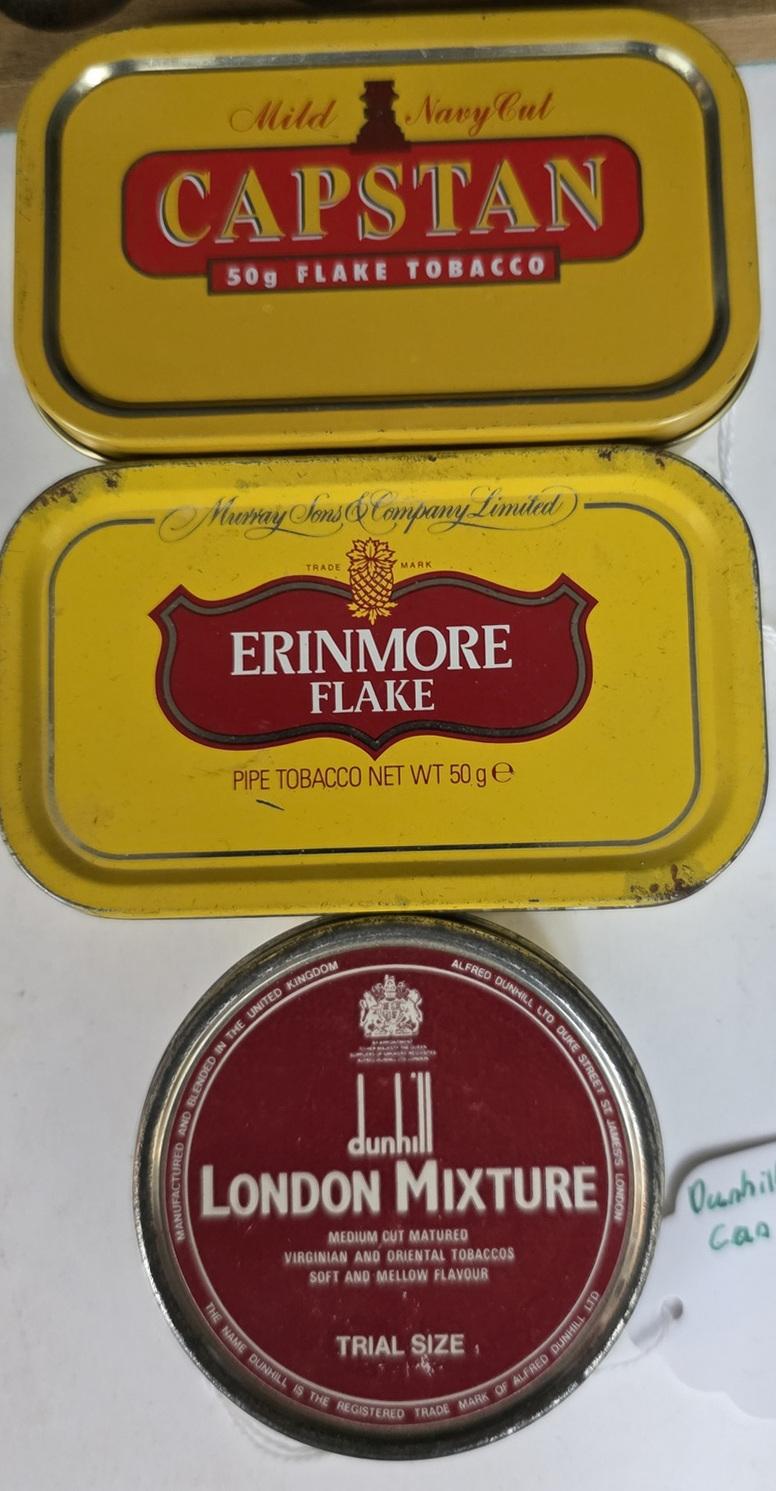 Mild Navy Cut
CAPSTAN
50g FLAKE TOBACCO
Murray Sons & Company Limited
TRADE MARK
ERINMORE
FLAKE
PIPE TOBACCO NET WT 50 g e
MANUFACTURED AND BLENDED IN THE UNITED KINGDOM
ALFRED DUNHILL LTD DUKE STREET ST JAMES'S LONDON
BY APPOINTMENT
dunhill
LONDON MIXTURE
MEDIUM CUT MATURED
VIRGINIAN AND ORIENTAL TOBACCOS
SOFT AND MELLOW FLAVOUR
TRIAL SIZE
THE NAME DUNHILL IS THE REGISTERED TRADE MARK OF ALFRED DUNHILL LTD
Dunhill